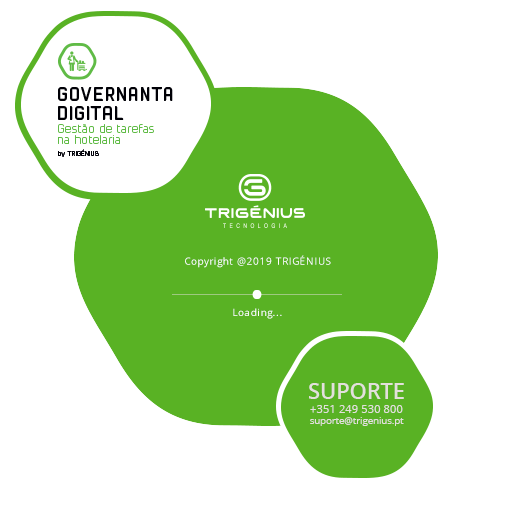 GOVERNANTA
DIGITAL
Gestão de tarefas
na hotelaria
by TRIGÉNIUS
TRIGÉNIUS
TECNOLOGIA
Copyright @2019 TRIGÉNIUS
Loading...
SUPORTE
+351 249 530 800
suporte@trigenius.pt